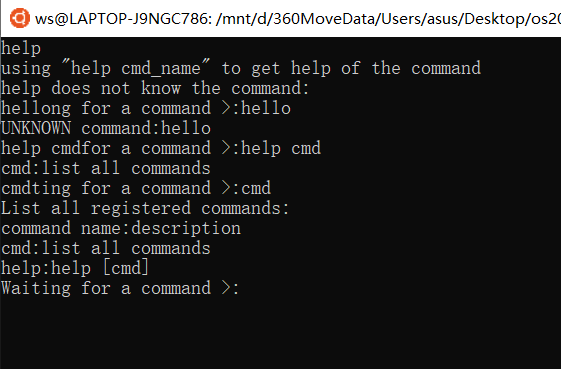 ws@LAPTOP-J9NGC786: /mnt/d/360MoveData/Users/asus/Desktop/os20
help
using "help cmd_name" to get help of the command
help does not know the command:
hellong for a command >:hello
UNKNOWN command:hello
help cmdfor a command >:help cmd
cmd:list all commands
cmdting for a command >:cmd
List all registered commands:
command name:description
cmd:list all commands
help:help [cmd]
Waiting for a command >: